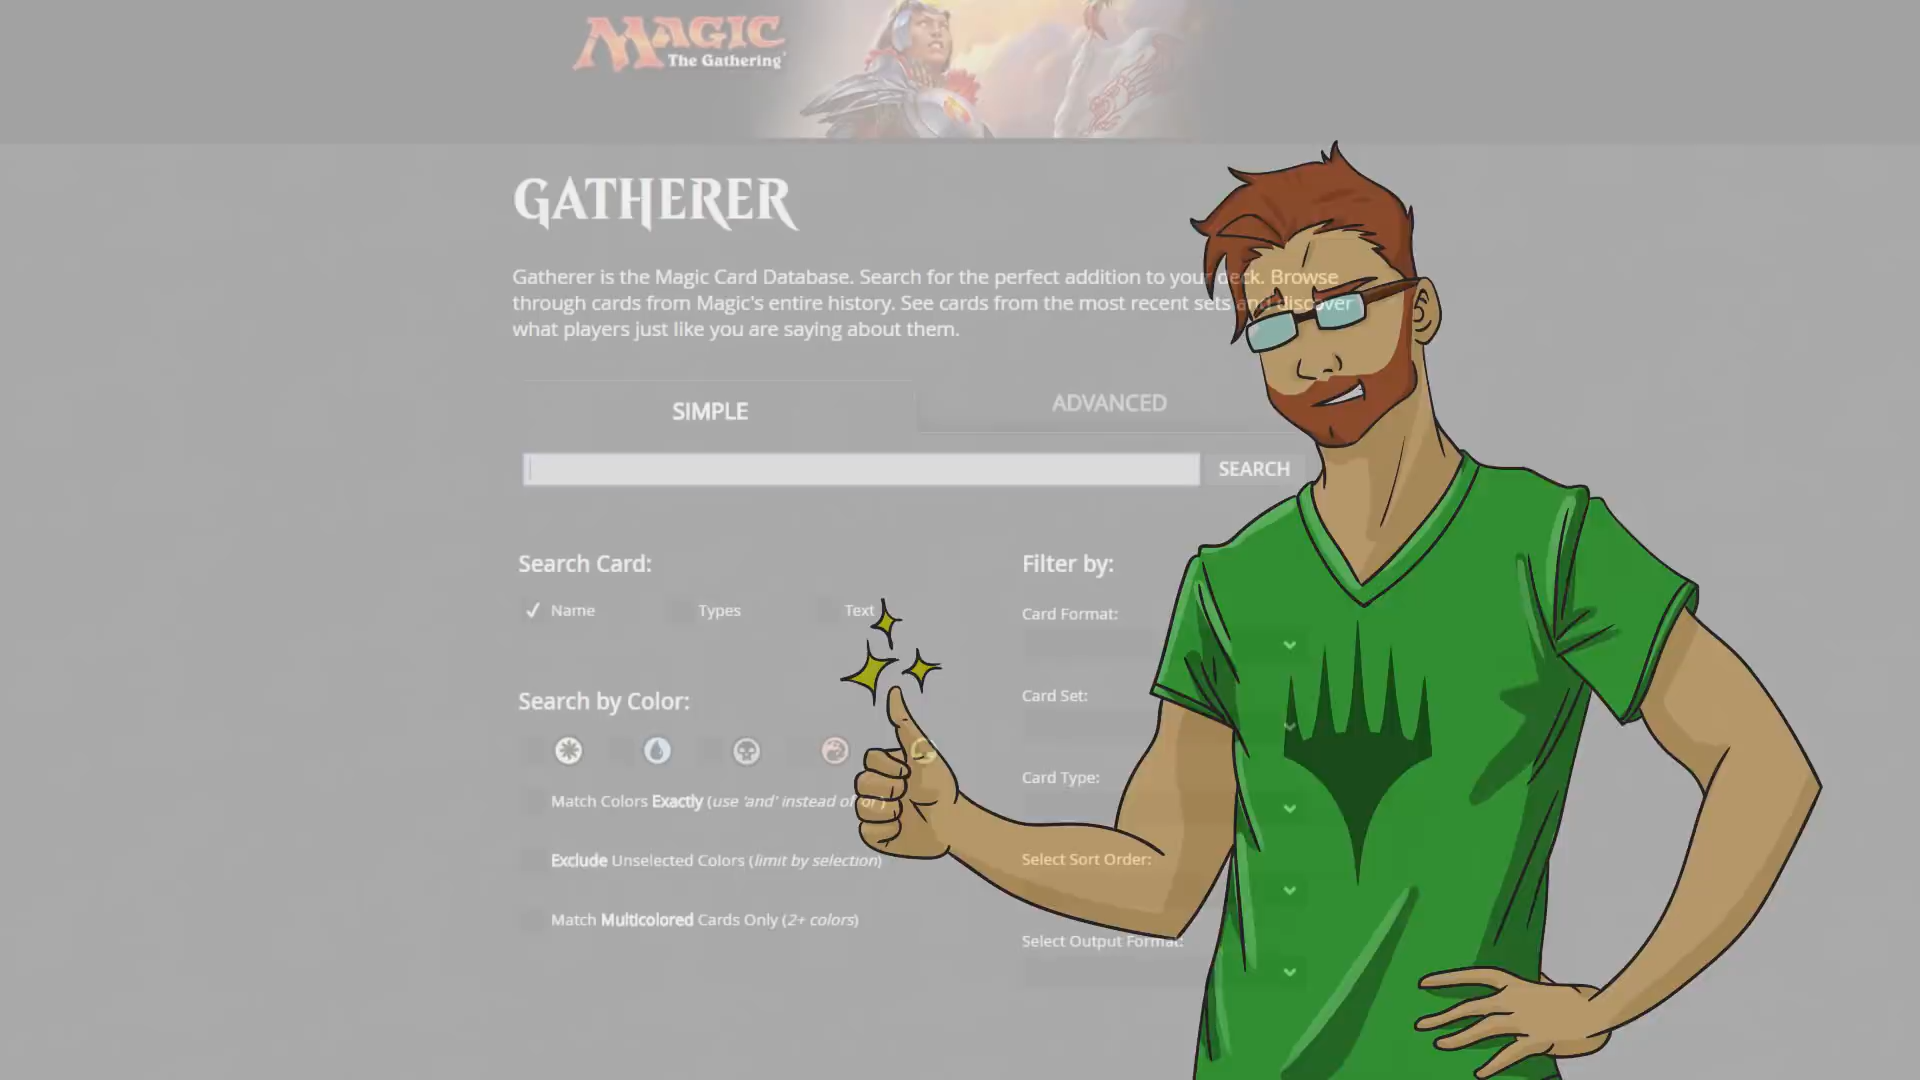 MAGIC
The Gathering
GATHERER
Gatherer is the Magic Card Database. Search for the perfect addition to your deck. Browse
through cards from Magic's entire history. See cards from the most recent sets and discover
what players just like you are saying about them.
SIMPLE
ADVANCED
SEARCH
Search Card:
Name
Types
Text
Search by Color:
Match Colors Exactly (use 'and' instead of 'or')
Exclude Unselected Colors (limit by selection)
Match Multicolored Cards Only (2+ colors)
Filter by:
Card Format:
Card Set:
Card Type:
Select Sort Order:
Select Output Format: